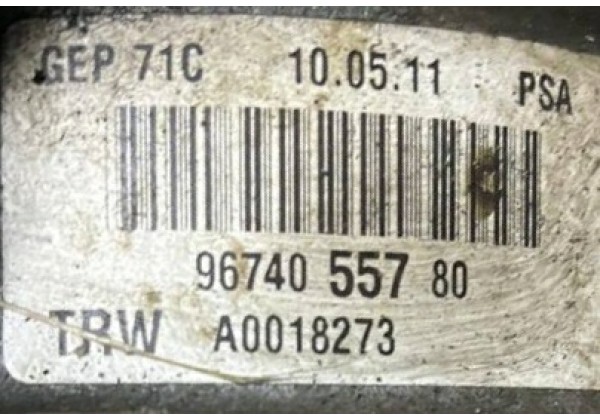 GEP 71C 10.05.11 PSA
96740 557 80
TRW A0018273